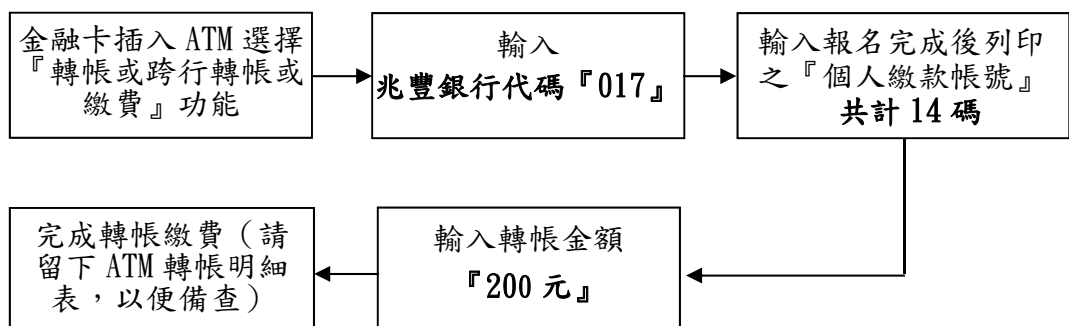 金融卡插入 ATM 選擇
『轉帳或跨行轉帳或
繳費』功能
輸入
兆豐銀行代碼『017』
輸入報名完成後列印
之『個人繳款帳號』
共計 14 碼
輸入轉帳金額
『200 元』
完成轉帳繳費（請
留下 ATM 轉帳明細
表，以便備查）